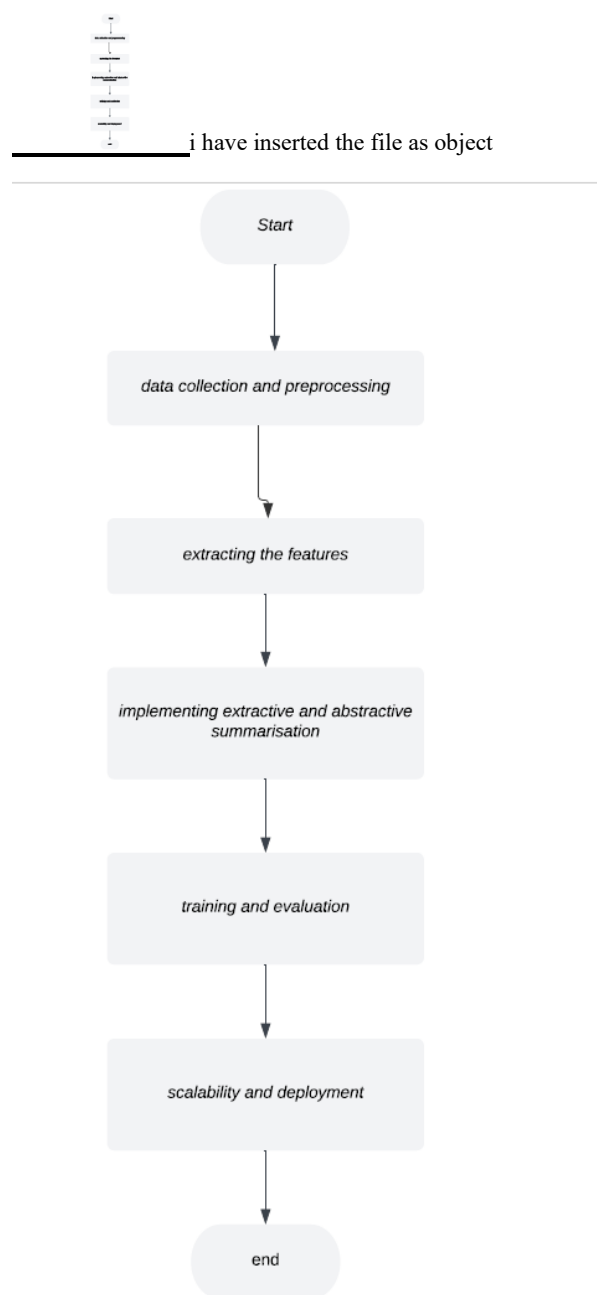 i have inserted the file as object
Start
data collection and preprocessing
extracting the features
implementing extractive and abstractive
summarisation
training and evaluation
scalability and deployment
end